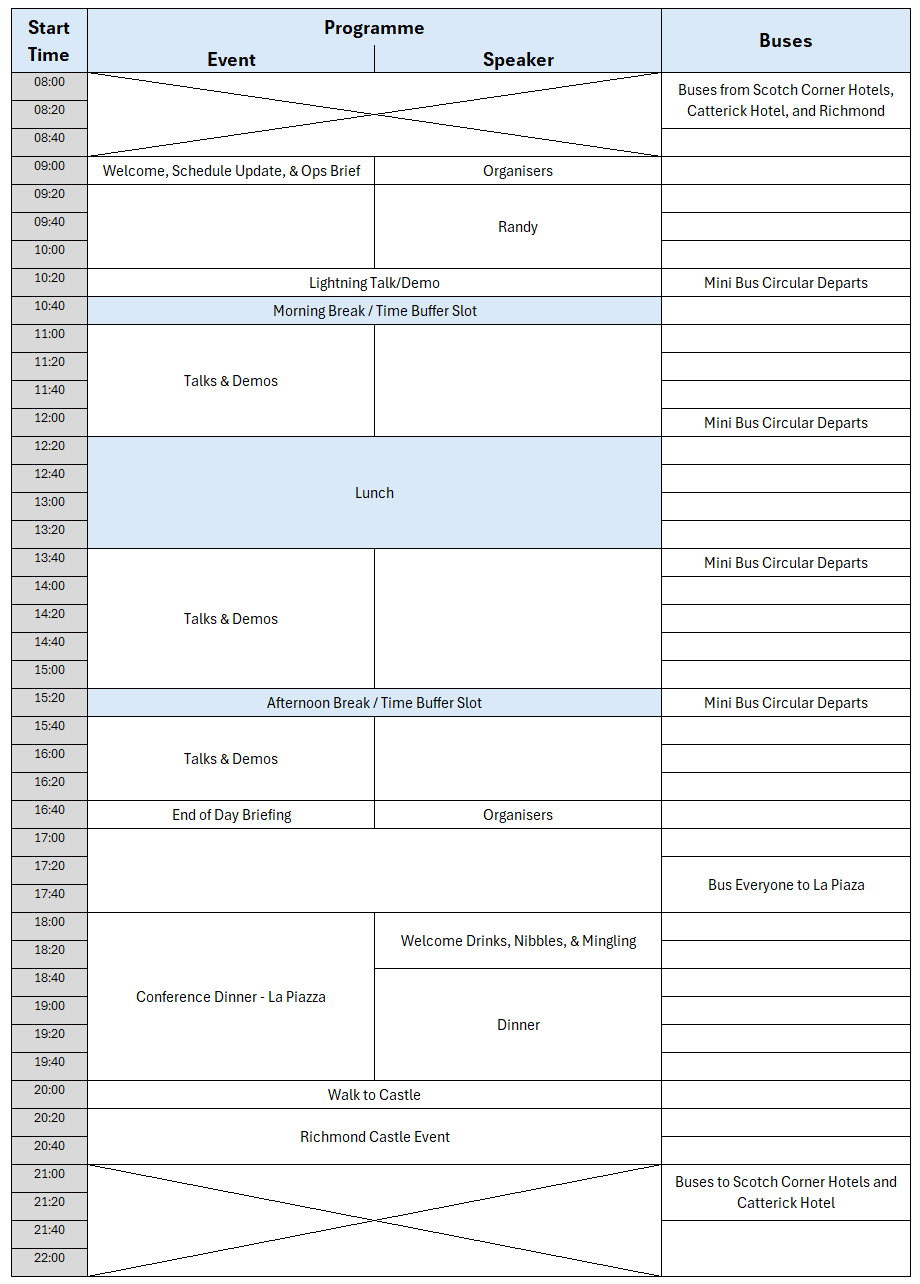 Start
Time
Programme
Event
Speaker
Buses
08:00
Buses from Scotch Corner Hotels,
Catterick Hotel, and Richmond
08:20
08:40
09:00
Welcome, Schedule Update, & Ops Brief
Organisers
09:20
09:40
Randy
10:00
10:20
Lightning Talk/Demo
Mini Bus Circular Departs
10:40
Morning Break / Time Buffer Slot
11:00
11:20
11:40
Talks & Demos
12:00
Mini Bus Circular Departs
12:20
12:40
13:00
Lunch
13:20
13:40
Mini Bus Circular Departs
14:00
14:20
Talks & Demos
14:40
15:00
15:20
Afternoon Break / Time Buffer Slot
Mini Bus Circular Departs
15:40
16:00
Talks & Demos
16:20
16:40
End of Day Briefing
Organisers
17:00
17:20
17:40
Bus Everyone to La Piaza
18:00
18:20
Welcome Drinks, Nibbles, & Mingling
18:40
19:00
Conference Dinner - La Piazza
19:20
Dinner
19:40
20:00
Walk to Castle
20:20
20:40
Richmond Castle Event
21:00
Buses to Scotch Corner Hotels and
Catterick Hotel
21:20
21:40
22:00